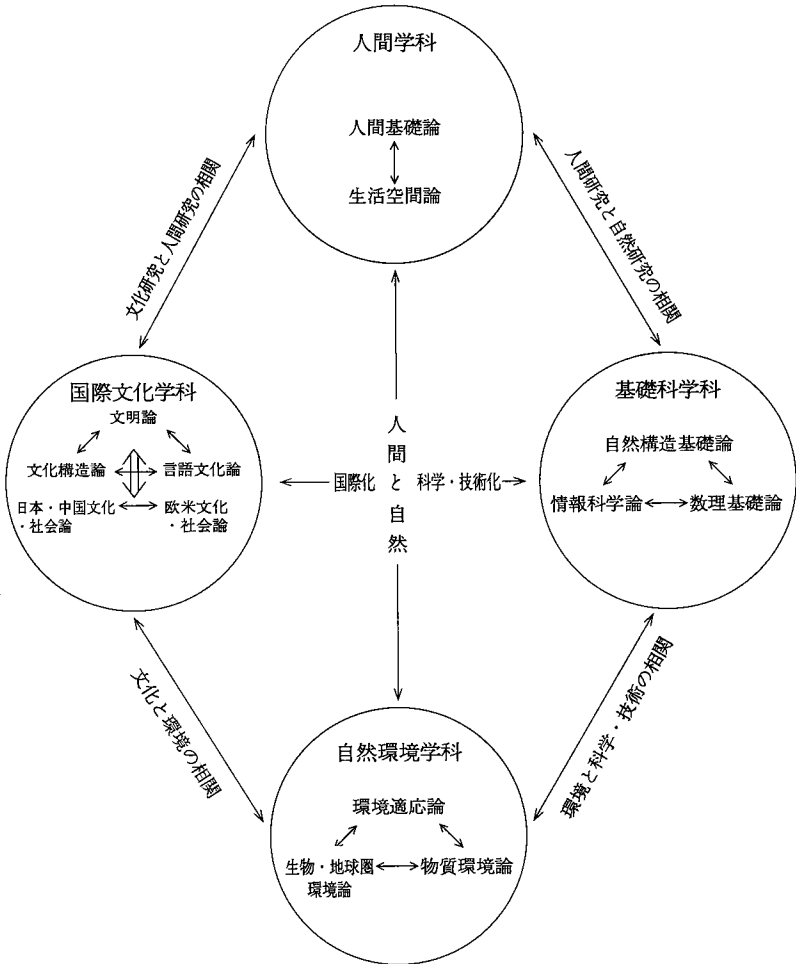 人間学科
人間基礎論
生活空間論
文化研究と人間研究の相関
人間研究と自然研究の相関
国際文化学科
文明論
文化構造論
言語文化論
日本・中国文化
・社会論
欧米文化
・社会論
人間と自然
国際化
科学・技術化
基礎科学科
自然構造基礎論
情報科学論
数理基礎論
文化と環境の相関
環境と科学・技術の相関
自然環境学科
環境適応論
生物・地球圏
環境論
物質環境論